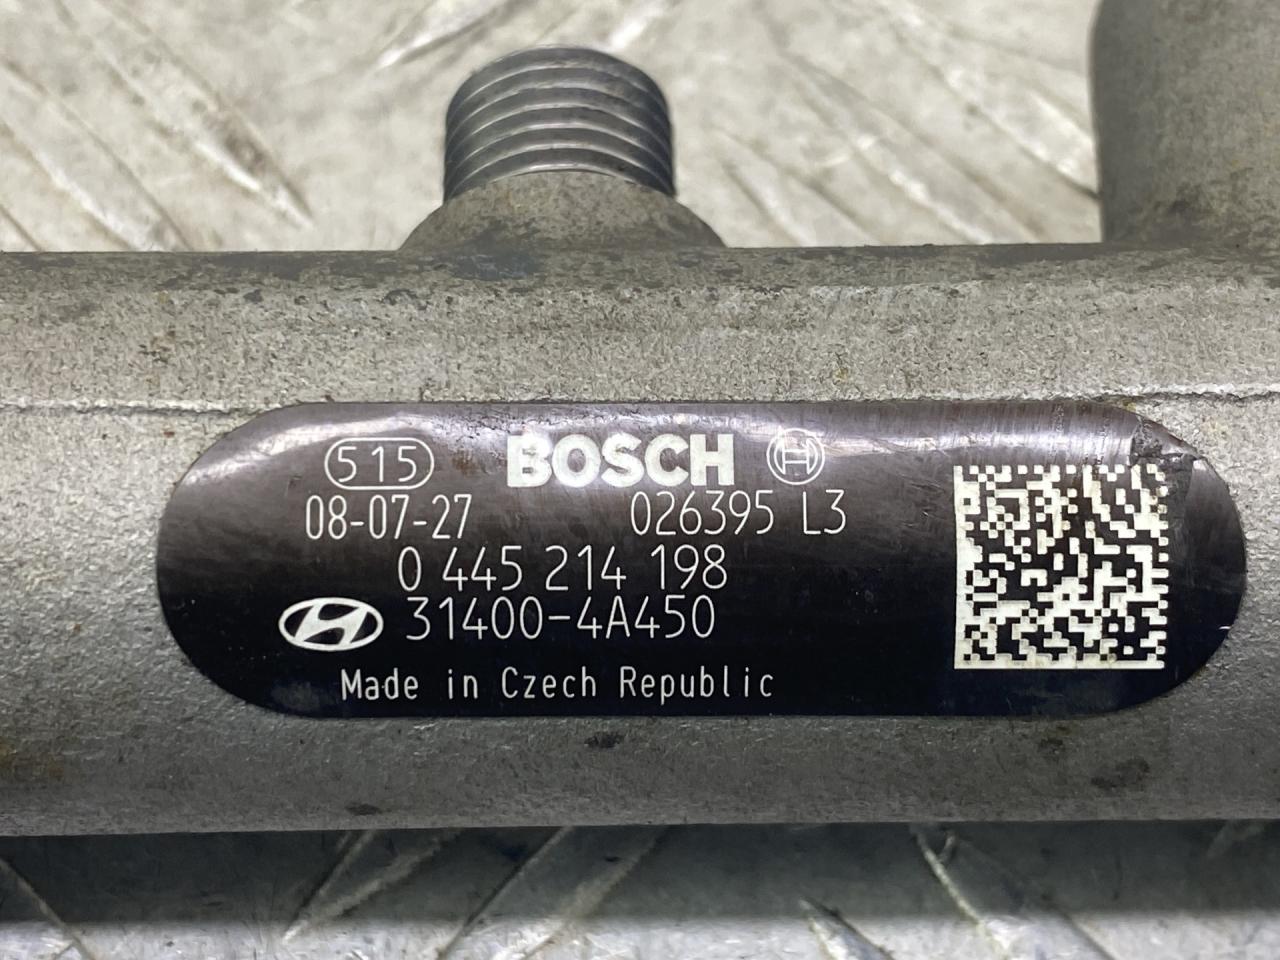 515 BOSCH
08-07-27 026395 L3
0 445 214 198
31400-4A450
Made in Czech Republic